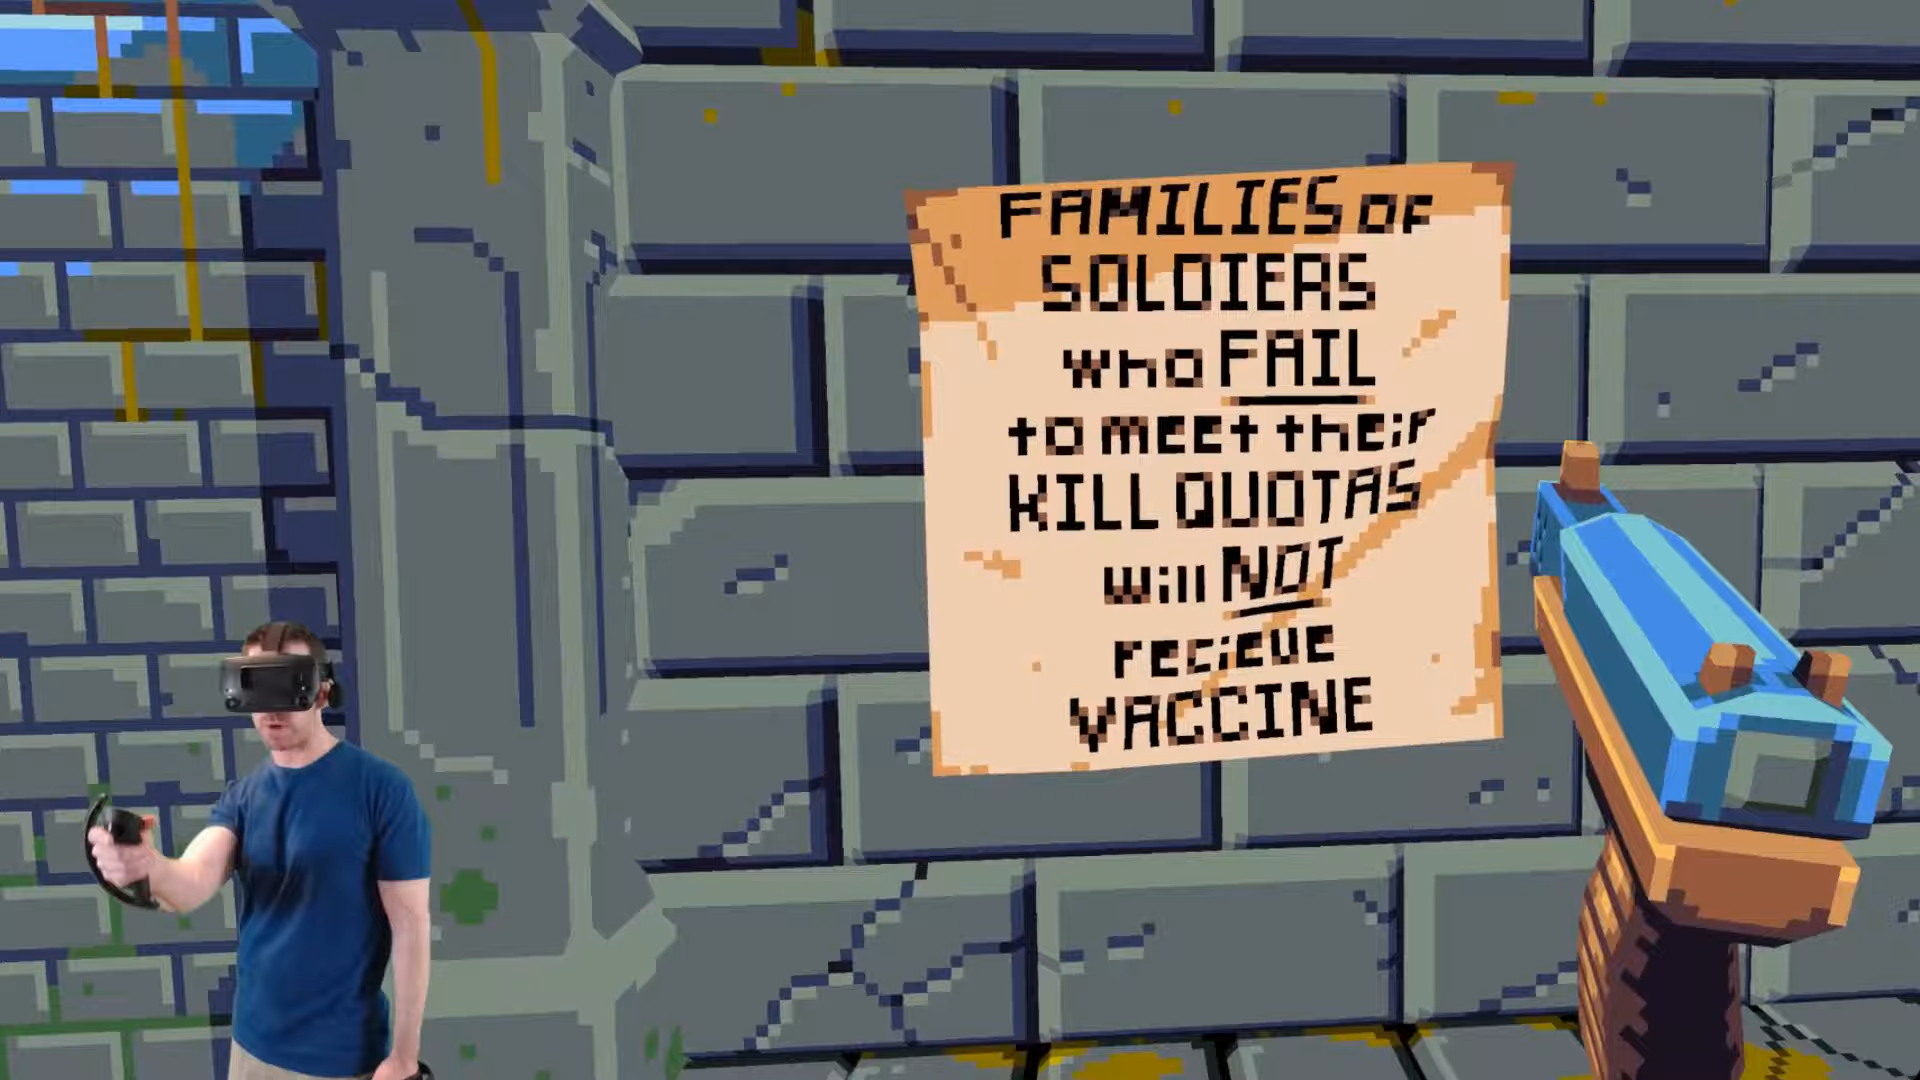 FAMILIES OF
SOLDIERS
who FAIL
to meet their
KILL QUOTAS
will NOT
recieve
VACCINE